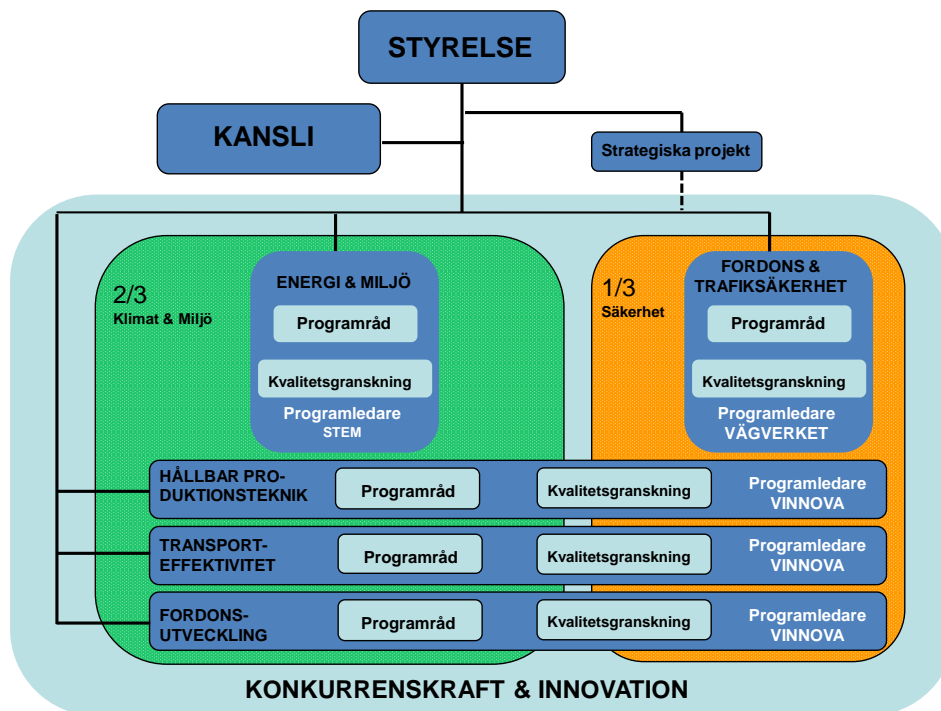 STYRELSE
KANSLI
Strategiska projekt
2/3
Klimat & Miljö
ENERGI & MILJÖ
Programråd
Kvalitetsgranskning
Programledare
STEM
1/3
Säkerhet
FORDONS &
TRAFIKSÄKERHET
Programråd
Kvalitetsgranskning
Programledare
VÄGVERKET
HÅLLBAR PRO-
DUKTIONSTEKNIK
Programråd
Kvalitetsgranskning
Programledare
VINNOVA
TRANSPORT-
EFFEKTIVITET
Programråd
Kvalitetsgranskning
Programledare
VINNOVA
FORDONS-
UTVECKLING
Programråd
Kvalitetsgranskning
Programledare
VINNOVA
KONKURRENSKRAFT & INNOVATION